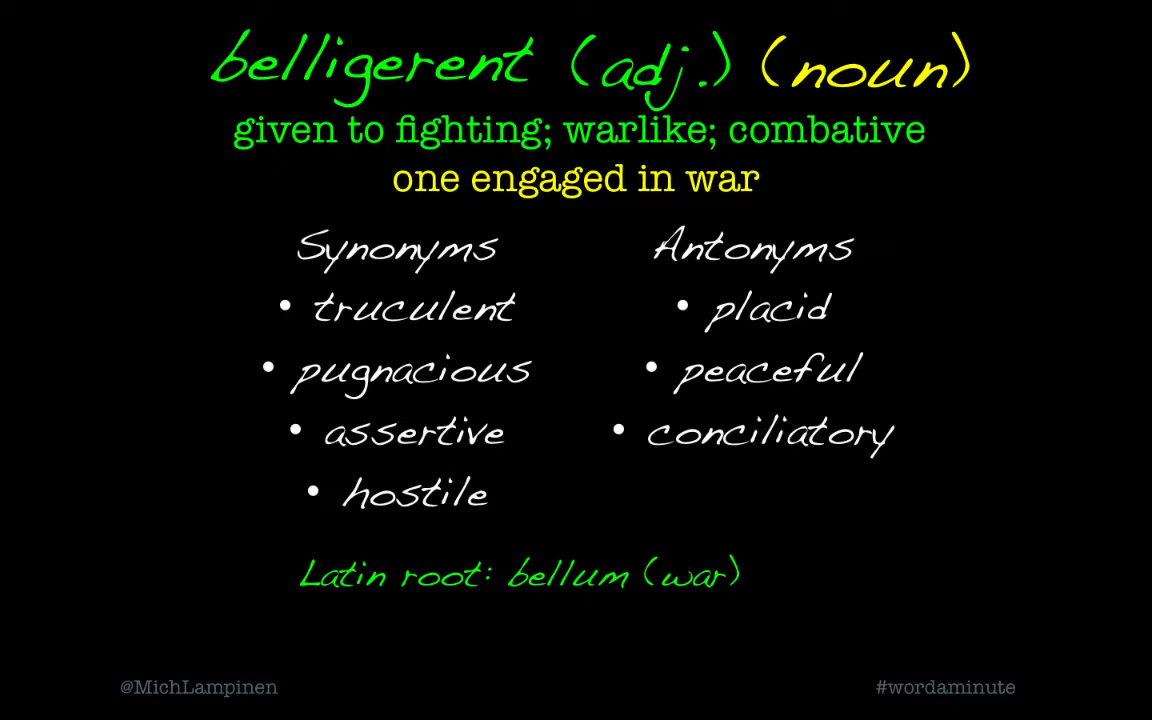 belligerent (adj.) (noun)
given to fighting; warlike; combative
one engaged in war
Synonyms
• truculent
• pugnacious
• assertive
• hostile
Antonyms
• placid
• peaceful
• conciliatory
Latin root: bellum (war)
@MichLampinen
#wordaminute